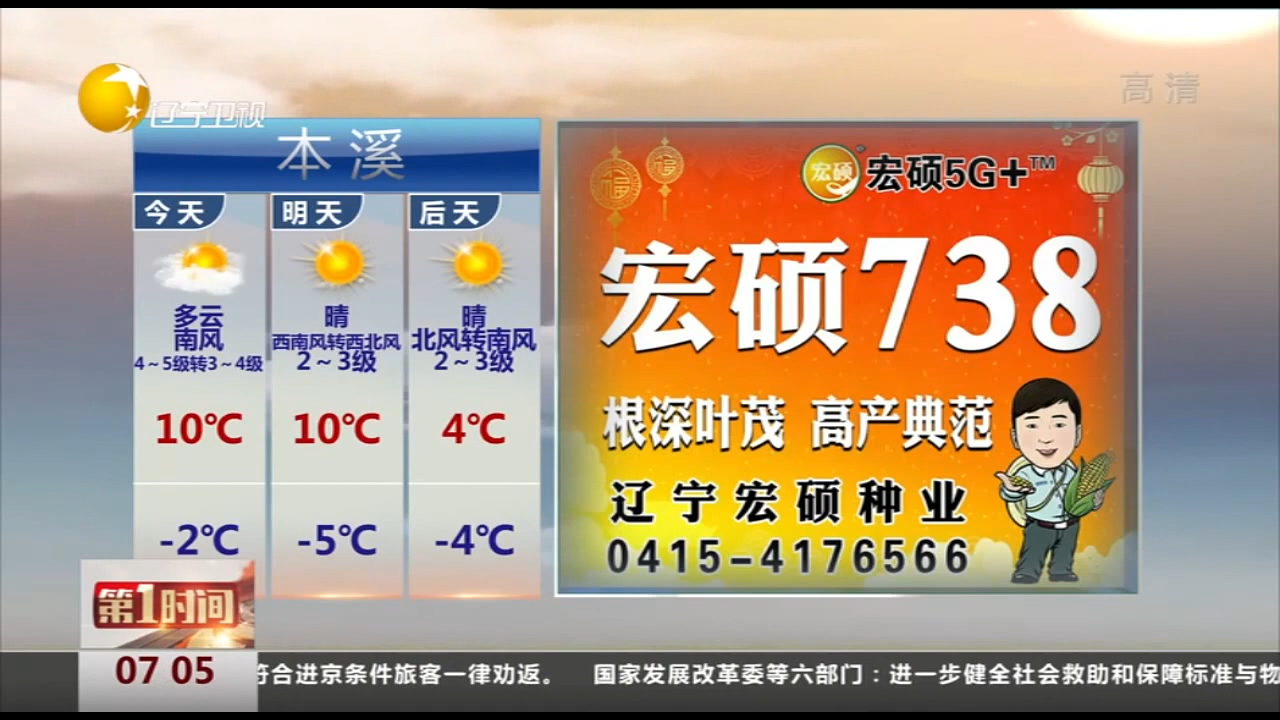 辽宁卫视
高清
本溪
今天
明天
后天
多云
南风
4～5级转3～4级
10℃
-2℃
晴
西南风转西北风
2～3级
10℃
-5℃
晴
北风转南风
2～3级
4℃
-4℃
福
福
宏硕
宏硕5G+™
宏硕738
根深叶茂 高产典范
辽宁宏硕种业
0415-4176566
第1时间
07 05
符合进京条件旅客一律劝返。 国家发展改革委等六部门：进一步健全社会救助和保障标准与物